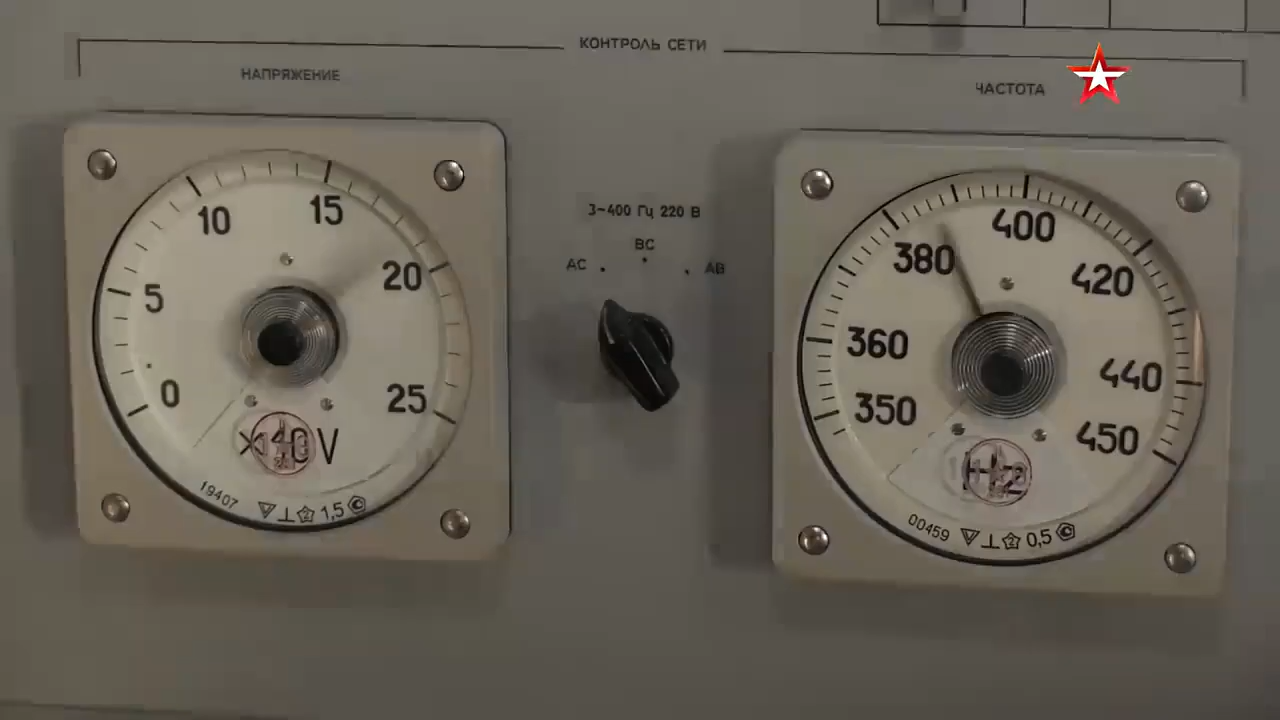 КОНТРОЛЬ СЕТИ
НАПРЯЖЕНИЕ
ЧАСТОТА
0 5 10 15 20 25
V
19407
1,5
3~400 Гц 220 В
АС ВС АВ
350 360 380 400 420 440 450
Hz
00459
0,5